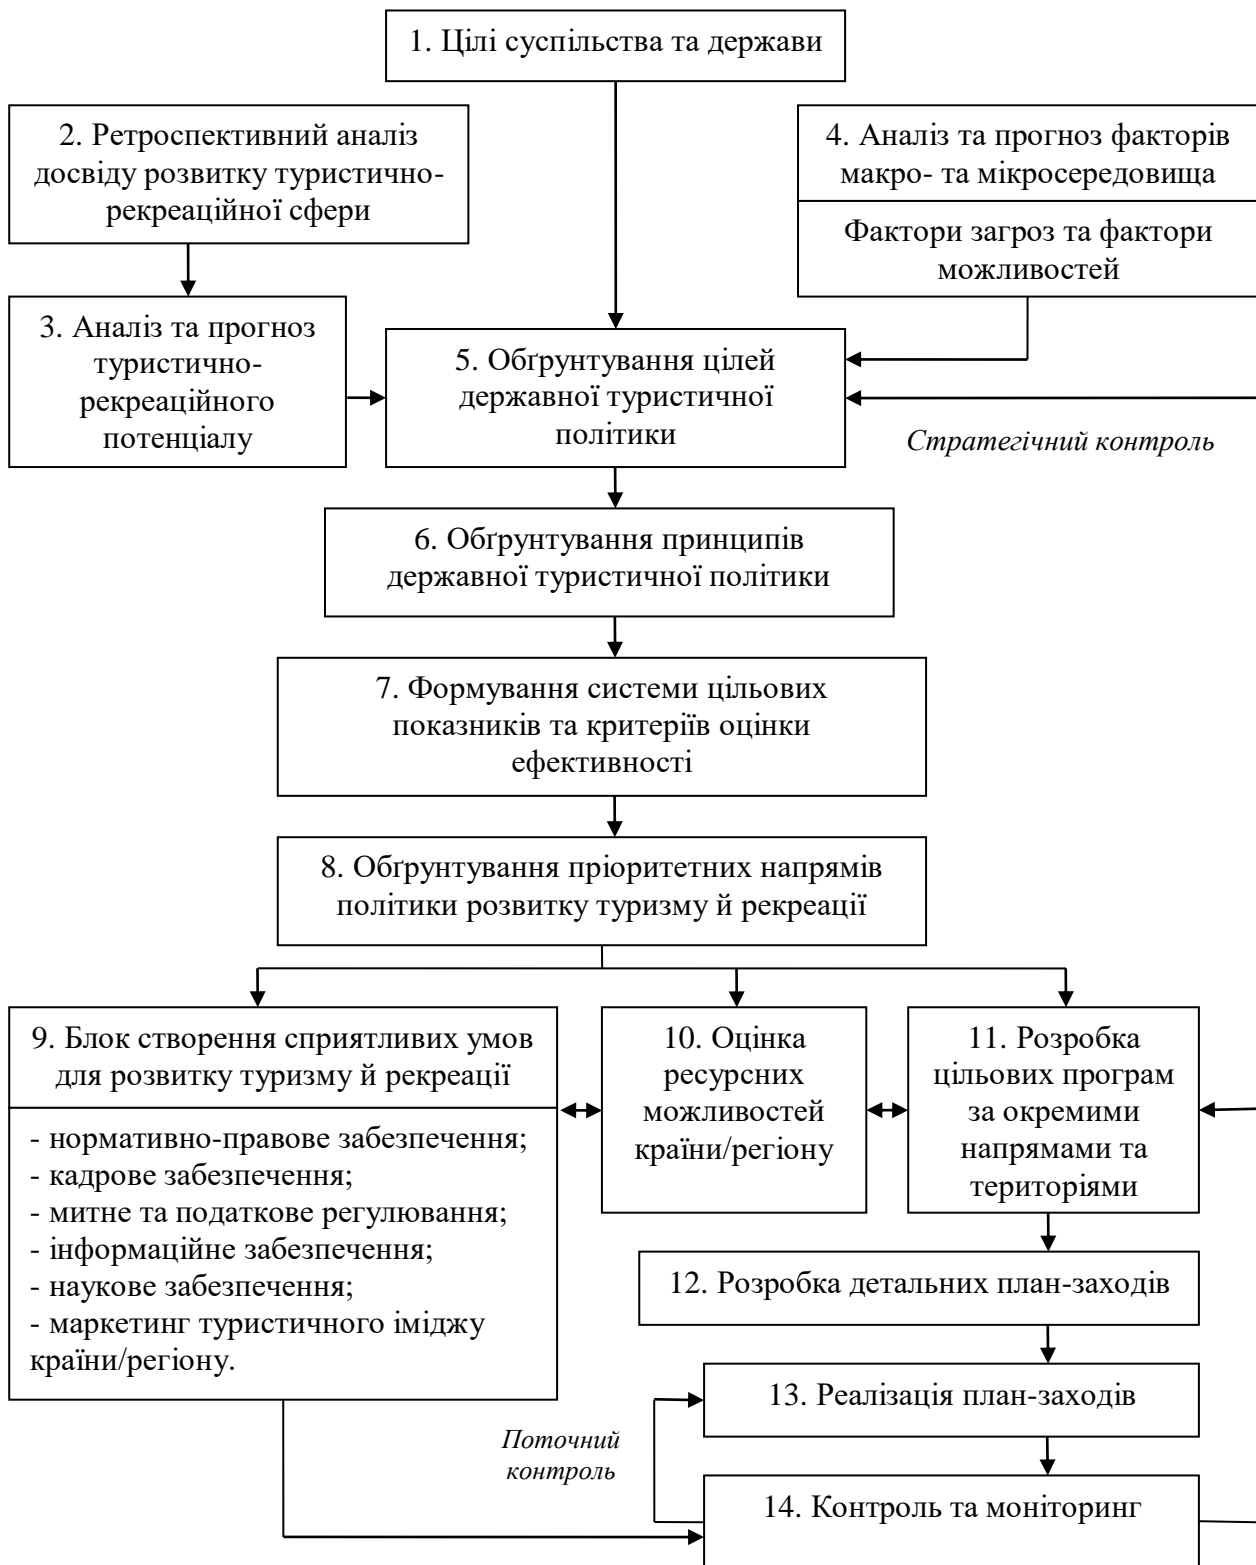 1. Цілі суспільства та держави
2. Ретроспективний аналіз
досвіду розвитку туристично-
рекреаційної сфери
4. Аналіз та прогноз факторів
макро- та мікросередовища
Фактори загроз та фактори
можливостей
3. Аналіз та прогноз
туристично-
рекреаційного
потенціалу
5. Обґрунтування цілей
державної туристичної
політики
Стратегічний контроль
6. Обґрунтування принципів
державної туристичної політики
7. Формування системи цільових
показників та критеріїв оцінки
ефективності
8. Обґрунтування пріоритетних напрямів
політики розвитку туризму й рекреації
9. Блок створення сприятливих умов
для розвитку туризму й рекреації
- нормативно-правове забезпечення;
- кадрове забезпечення;
- митне та податкове регулювання;
- інформаційне забезпечення;
- наукове забезпечення;
- маркетинг туристичного іміджу
країни/регіону.
10. Оцінка
ресурсних
можливостей
країни/регіону
11. Розробка
цільових програм
за окремими
напрямами та
територіями
12. Розробка детальних план-заходів
13. Реалізація план-заходів
Поточний
контроль
14. Контроль та моніторинг